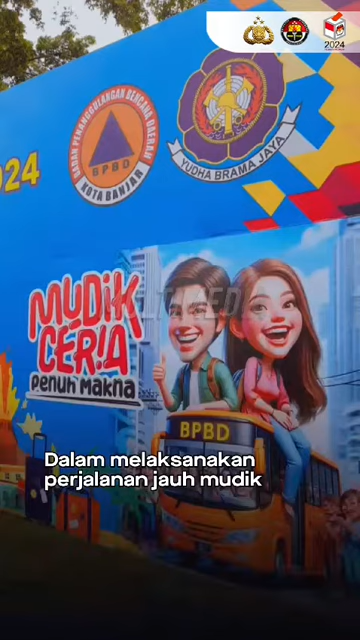 2024
024
BADAN PENANGGULANGAN BENCANA DAERAH
BPBD
KOTA BANJAR
YUDHA BRAMA JAYA
MUDiK
CERiA
PENUH MAKNA
BPBD
Dalam melaksanakan
perjalanan jauh mudik